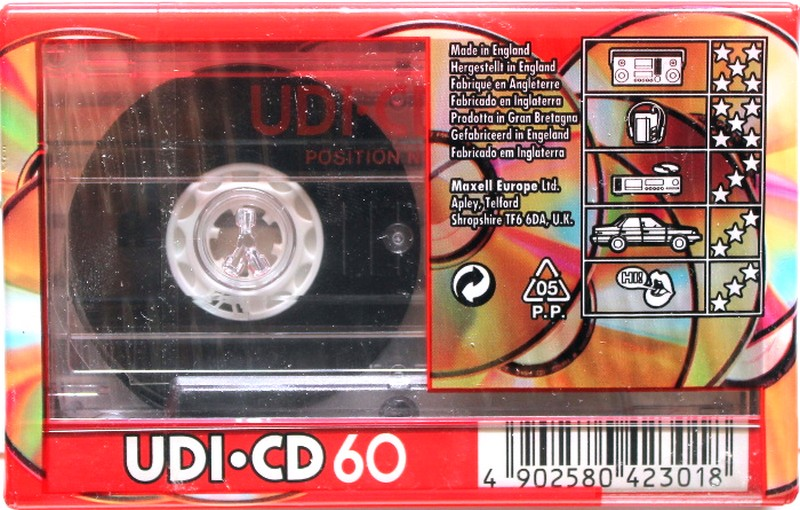 UDI-CD
POSITION N
Made in England
Hergestellt in England
Fabriqué en Angleterre
Fabricado en Inglaterra
Prodotta in Gran Bretagna
Gefabriceerd in Engeland
Fabricado em Inglaterra
Maxell Europe Ltd.
Apley, Telford
Shropshire TF6 6DA, U.K.
05
P.P.
HI!
UDI•CD 60
4 902580 423018